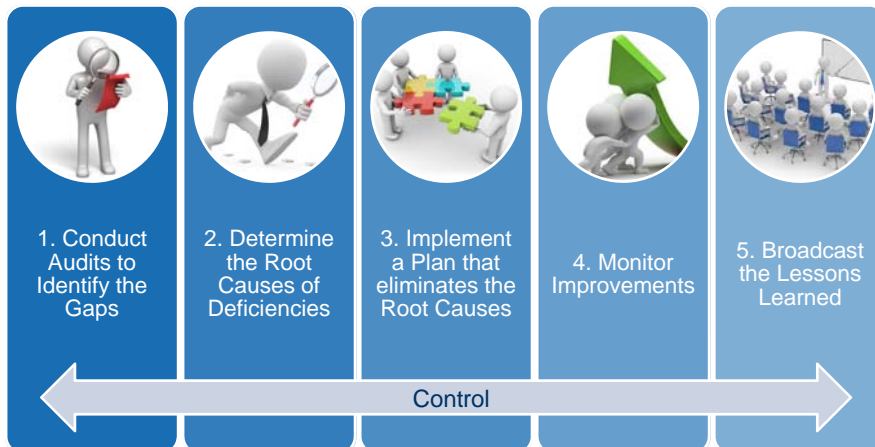 1. Conduct
Audits to
Identify the
Gaps
2. Determine
the Root
Causes of
Deficiencies
3. Implement
a Plan that
eliminates the
Root Causes
4. Monitor
Improvements
5. Broadcast
the Lessons
Learned
Control